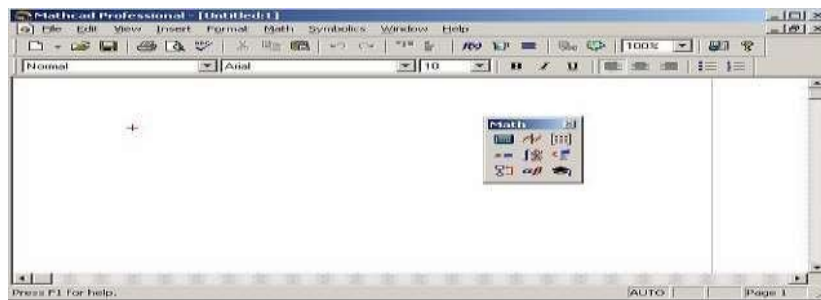 Mathcad Professional - [Untitled:1]
File Edit View Insert Format Math Symbolics Window Help
100%
Normal Arial 10 B I U
Math
Press F1 for help. AUTO Page 1